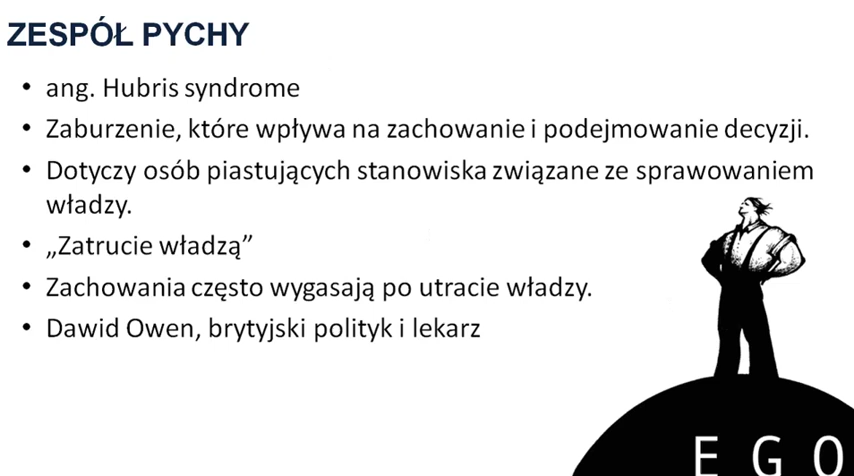 ZESPÓŁ PYCHY
• ang. Hubris syndrome
• Zaburzenie, które wpływa na zachowanie i podejmowanie decyzji.
• Dotyczy osób piastujących stanowiska związane ze sprawowaniem
władzy.
• „Zatrucie władzą”
• Zachowania często wygasają po utracie władzy.
• Dawid Owen, brytyjski polityk i lekarz
E G O